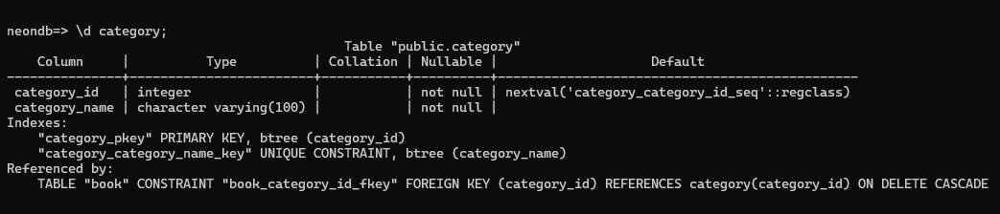 neondb=> \d category;
                                            Table "public.category"
    Column     |          Type          | Collation | Nullable |                    Default
---------------+------------------------+-----------+----------+-----------------------------------------------
 category_id   | integer                |           | not null | nextval('category_category_id_seq'::regclass)
 category_name | character varying(100) |           | not null |
Indexes:
    "category_pkey" PRIMARY KEY, btree (category_id)
    "category_category_name_key" UNIQUE CONSTRAINT, btree (category_name)
Referenced by:
    TABLE "book" CONSTRAINT "book_category_id_fkey" FOREIGN KEY (category_id) REFERENCES category(category_id) ON DELETE CASCADE